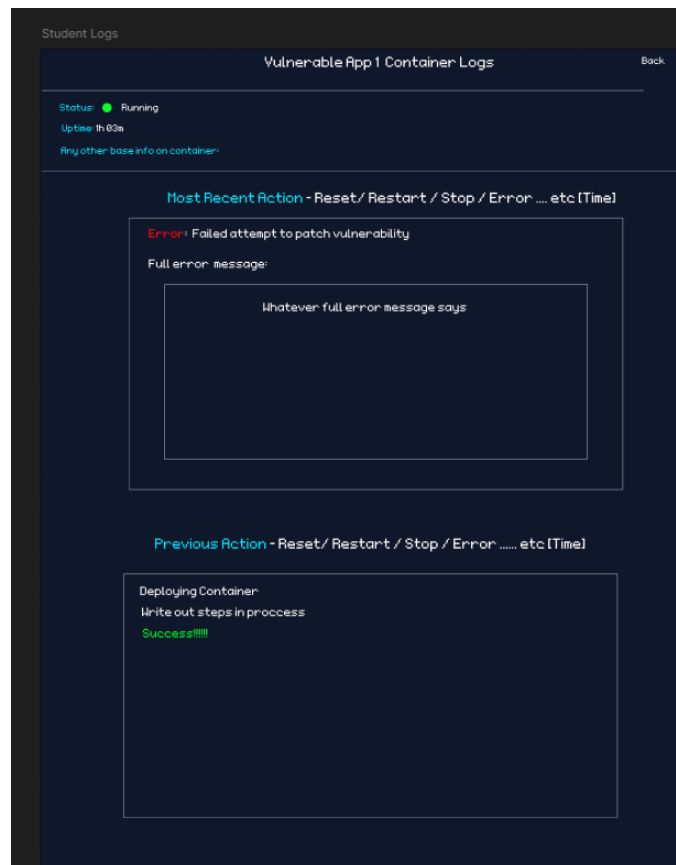 Student Logs
Vulnerable App 1 Container Logs
Back
Status: Running
Uptime: 1h 03m
Any other base info on container:
Most Recent Action - Reset/ Restart / Stop / Error .... etc [Time]
Error: Failed attempt to patch vulnerability
Full error message:
Whatever full error message says
Previous Action - Reset/ Restart / Stop / Error ...... etc [Time]
Deploying Container
Write out steps in proccess
Success!!!!!!